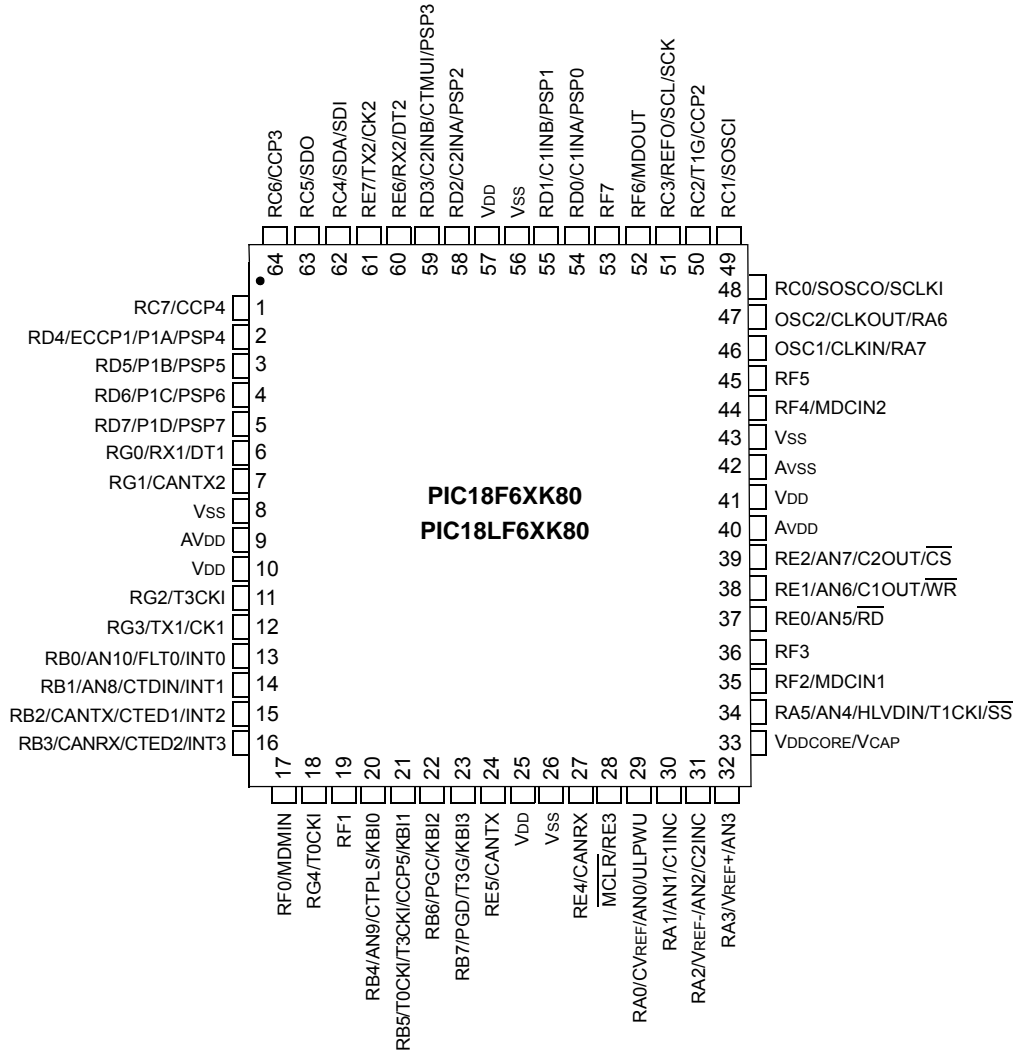 RC6/CCP3
RC5/SDO
RC4/SDA/SDI
RE7/TX2/CK2
RE6/RX2/DT2
RD3/C2INB/CTMUI/PSP3
RD2/C2INA/PSP2
VDD
VSS
RD1/C1INB/PSP1
RD0/C1INA/PSP0
RF7
RF6/MDOUT
RC3/REFO/SCL/SCK
RC2/T1G/CCP2
RC1/SOSCI
64 63 62 61 60 59 58 57 56 55 54 53 52 51 50 49
RC7/CCP4 1
RD4/ECCP1/P1A/PSP4 2
RD5/P1B/PSP5 3
RD6/P1C/PSP6 4
RD7/P1D/PSP7 5
RG0/RX1/DT1 6
RG1/CANTX2 7
VSS 8
AVDD 9
VDD 10
RG2/T3CKI 11
RG3/TX1/CK1 12
RB0/AN10/FLT0/INT0 13
RB1/AN8/CTDIN/INT1 14
RB2/CANTX/CTED1/INT2 15
RB3/CANRX/CTED2/INT3 16
PIC18F6XK80
PIC18LF6XK80
48 RC0/SOSCO/SCLKI
47 OSC2/CLKOUT/RA6
46 OSC1/CLKIN/RA7
45 RF5
44 RF4/MDCIN2
43 VSS
42 AVSS
41 VDD
40 AVDD
39 RE2/AN7/C2OUT/CS
38 RE1/AN6/C1OUT/WR
37 RE0/AN5/RD
36 RF3
35 RF2/MDCIN1
34 RA5/AN4/HLVDIN/T1CKI/SS
33 VDDCORE/VCAP
17 18 19 20 21 22 23 24 25 26 27 28 29 30 31 32
RF0/MDMIN
RG4/T0CKI
RF1
RB4/AN9/CTPLS/KBI0
RB5/T0CKI/T3CKI/CCP5/KBI1
RB6/PGC/KBI2
RB7/PGD/T3G/KBI3
RE5/CANTX
VDD
VSS
RE4/CANRX
MCLR/RE3
RA0/CVREF/AN0/ULPWU
RA1/AN1/C1INC
RA2/VREF-/AN2/C2INC
RA3/VREF+/AN3